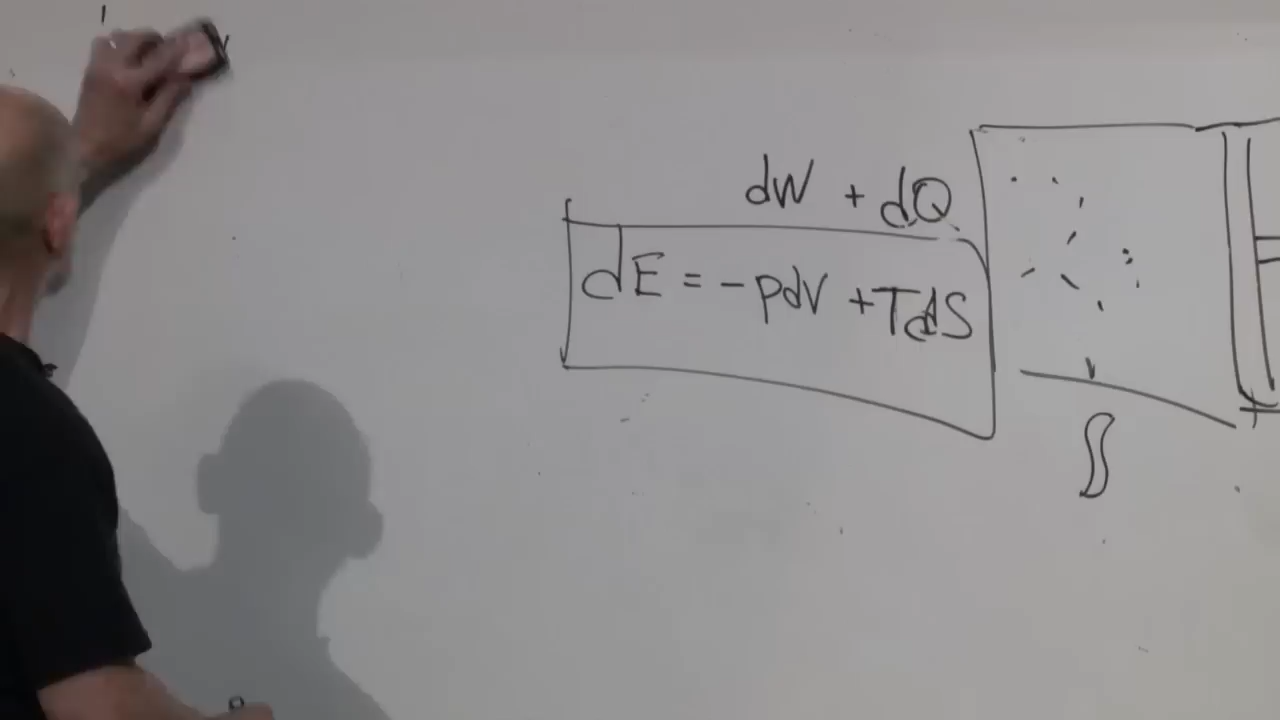 dW + dQ
dE = -pdV + TdS